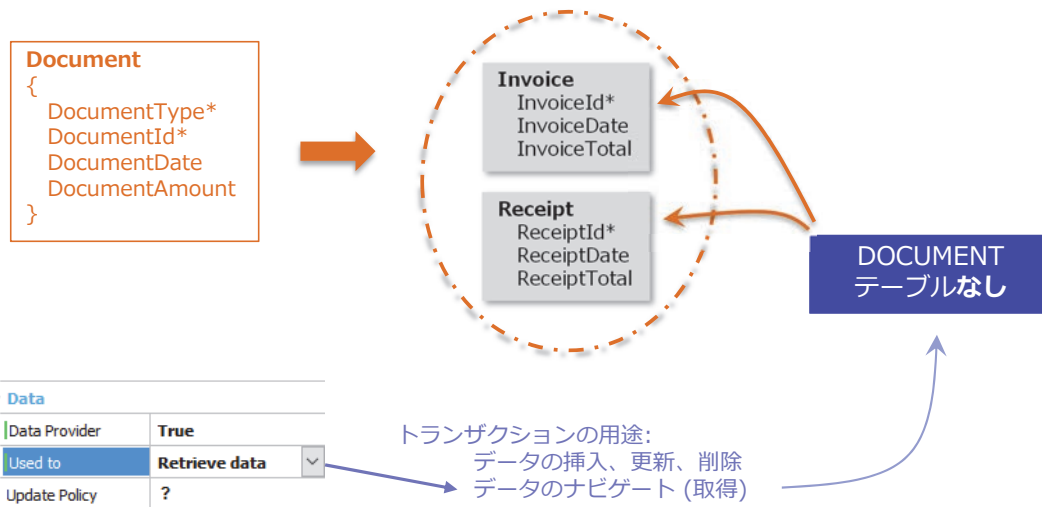 Document
{
DocumentType*
DocumentId*
DocumentDate
DocumentAmount
}
Invoice
InvoiceId*
InvoiceDate
InvoiceTotal
Receipt
ReceiptId*
ReceiptDate
ReceiptTotal
DOCUMENT
テーブルなし
Data
Data Provider True
Used to Retrieve data
Update Policy ?
トランザクションの用途:
データの挿入、更新、削除
データのナビゲート (取得)